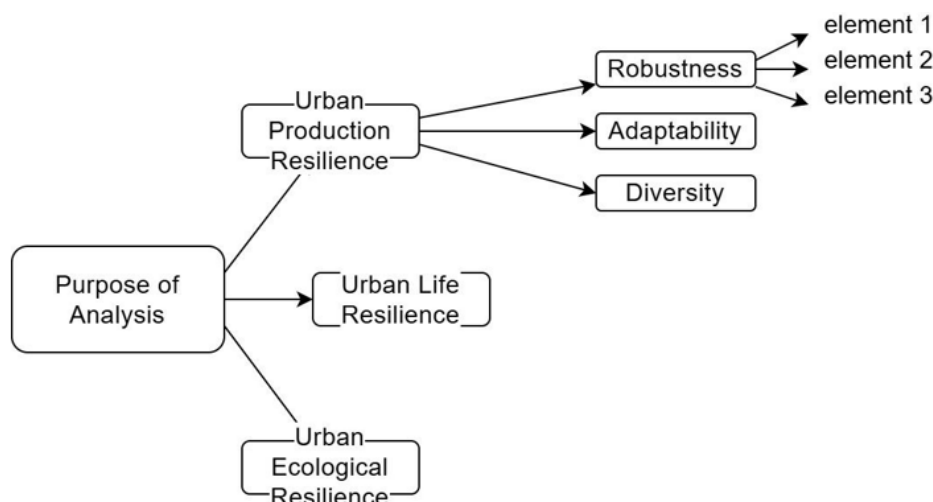 element 1
element 2
element 3
Robustness
Adaptability
Diversity
Urban
Production
Resilience
Purpose of
Analysis
Urban Life
Resilience
Urban
Ecological
Resilience